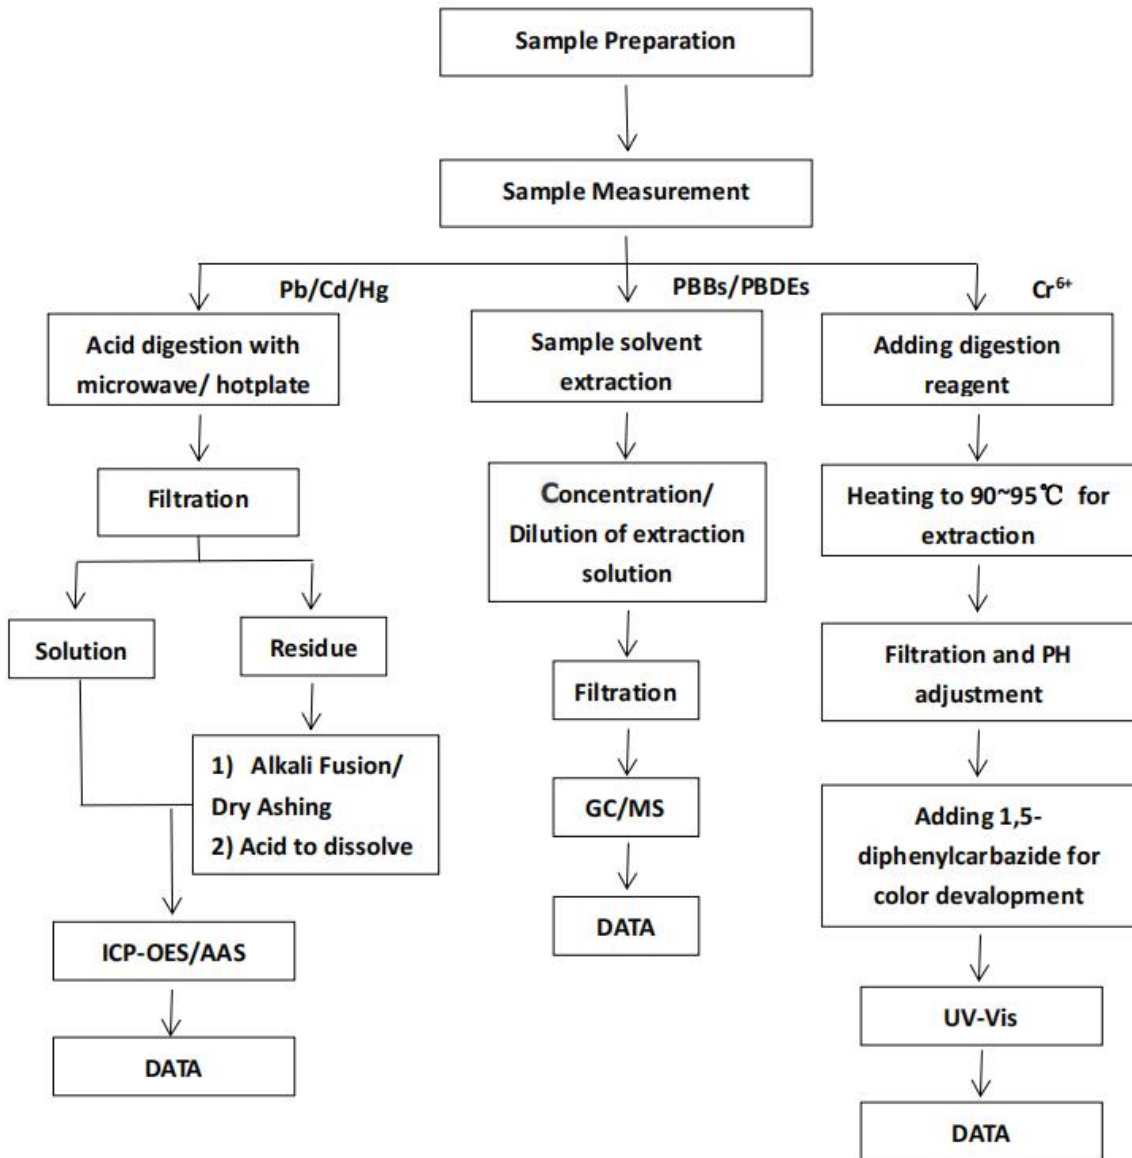 Sample Preparation
Sample Measurement
Pb/Cd/Hg
PBBs/PBDEs
Cr⁶⁺
Acid digestion with
microwave/ hotplate
Filtration
Solution
Residue
1) Alkali Fusion/
Dry Ashing
2) Acid to dissolve
ICP-OES/AAS
DATA
Sample solvent
extraction
Concentration/
Dilution of extraction
solution
Filtration
GC/MS
DATA
Adding digestion
reagent
Heating to 90~95℃ for
extraction
Filtration and PH
adjustment
Adding 1,5-
diphenylcarbazide for
color devalopment
UV-Vis
DATA